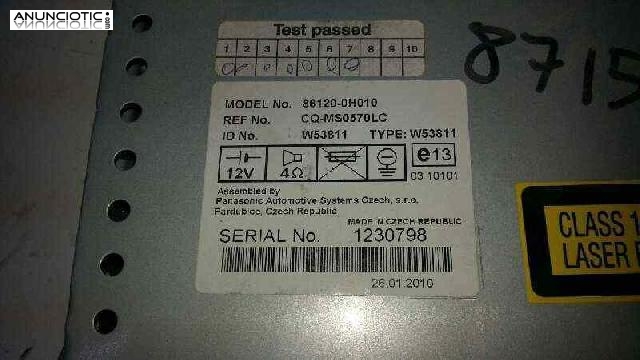 ANUNCIOTIC.es
Test passed
1 2 3 4 5 6 7 8 9 10
8715
MODEL No. 86120-0H010
REF No. CQ-MS0570LC
ID No. W53811 TYPE: W53811
12V 4Ω e13
03 10101
Assembled by
Panasonic Automotive Systems Czech, s.r.o.
Pardubice, Czech Republic
MADE IN CZECH REPUBLIC
SERIAL No. 1230798
26.01.2010
CLASS 1
LASER